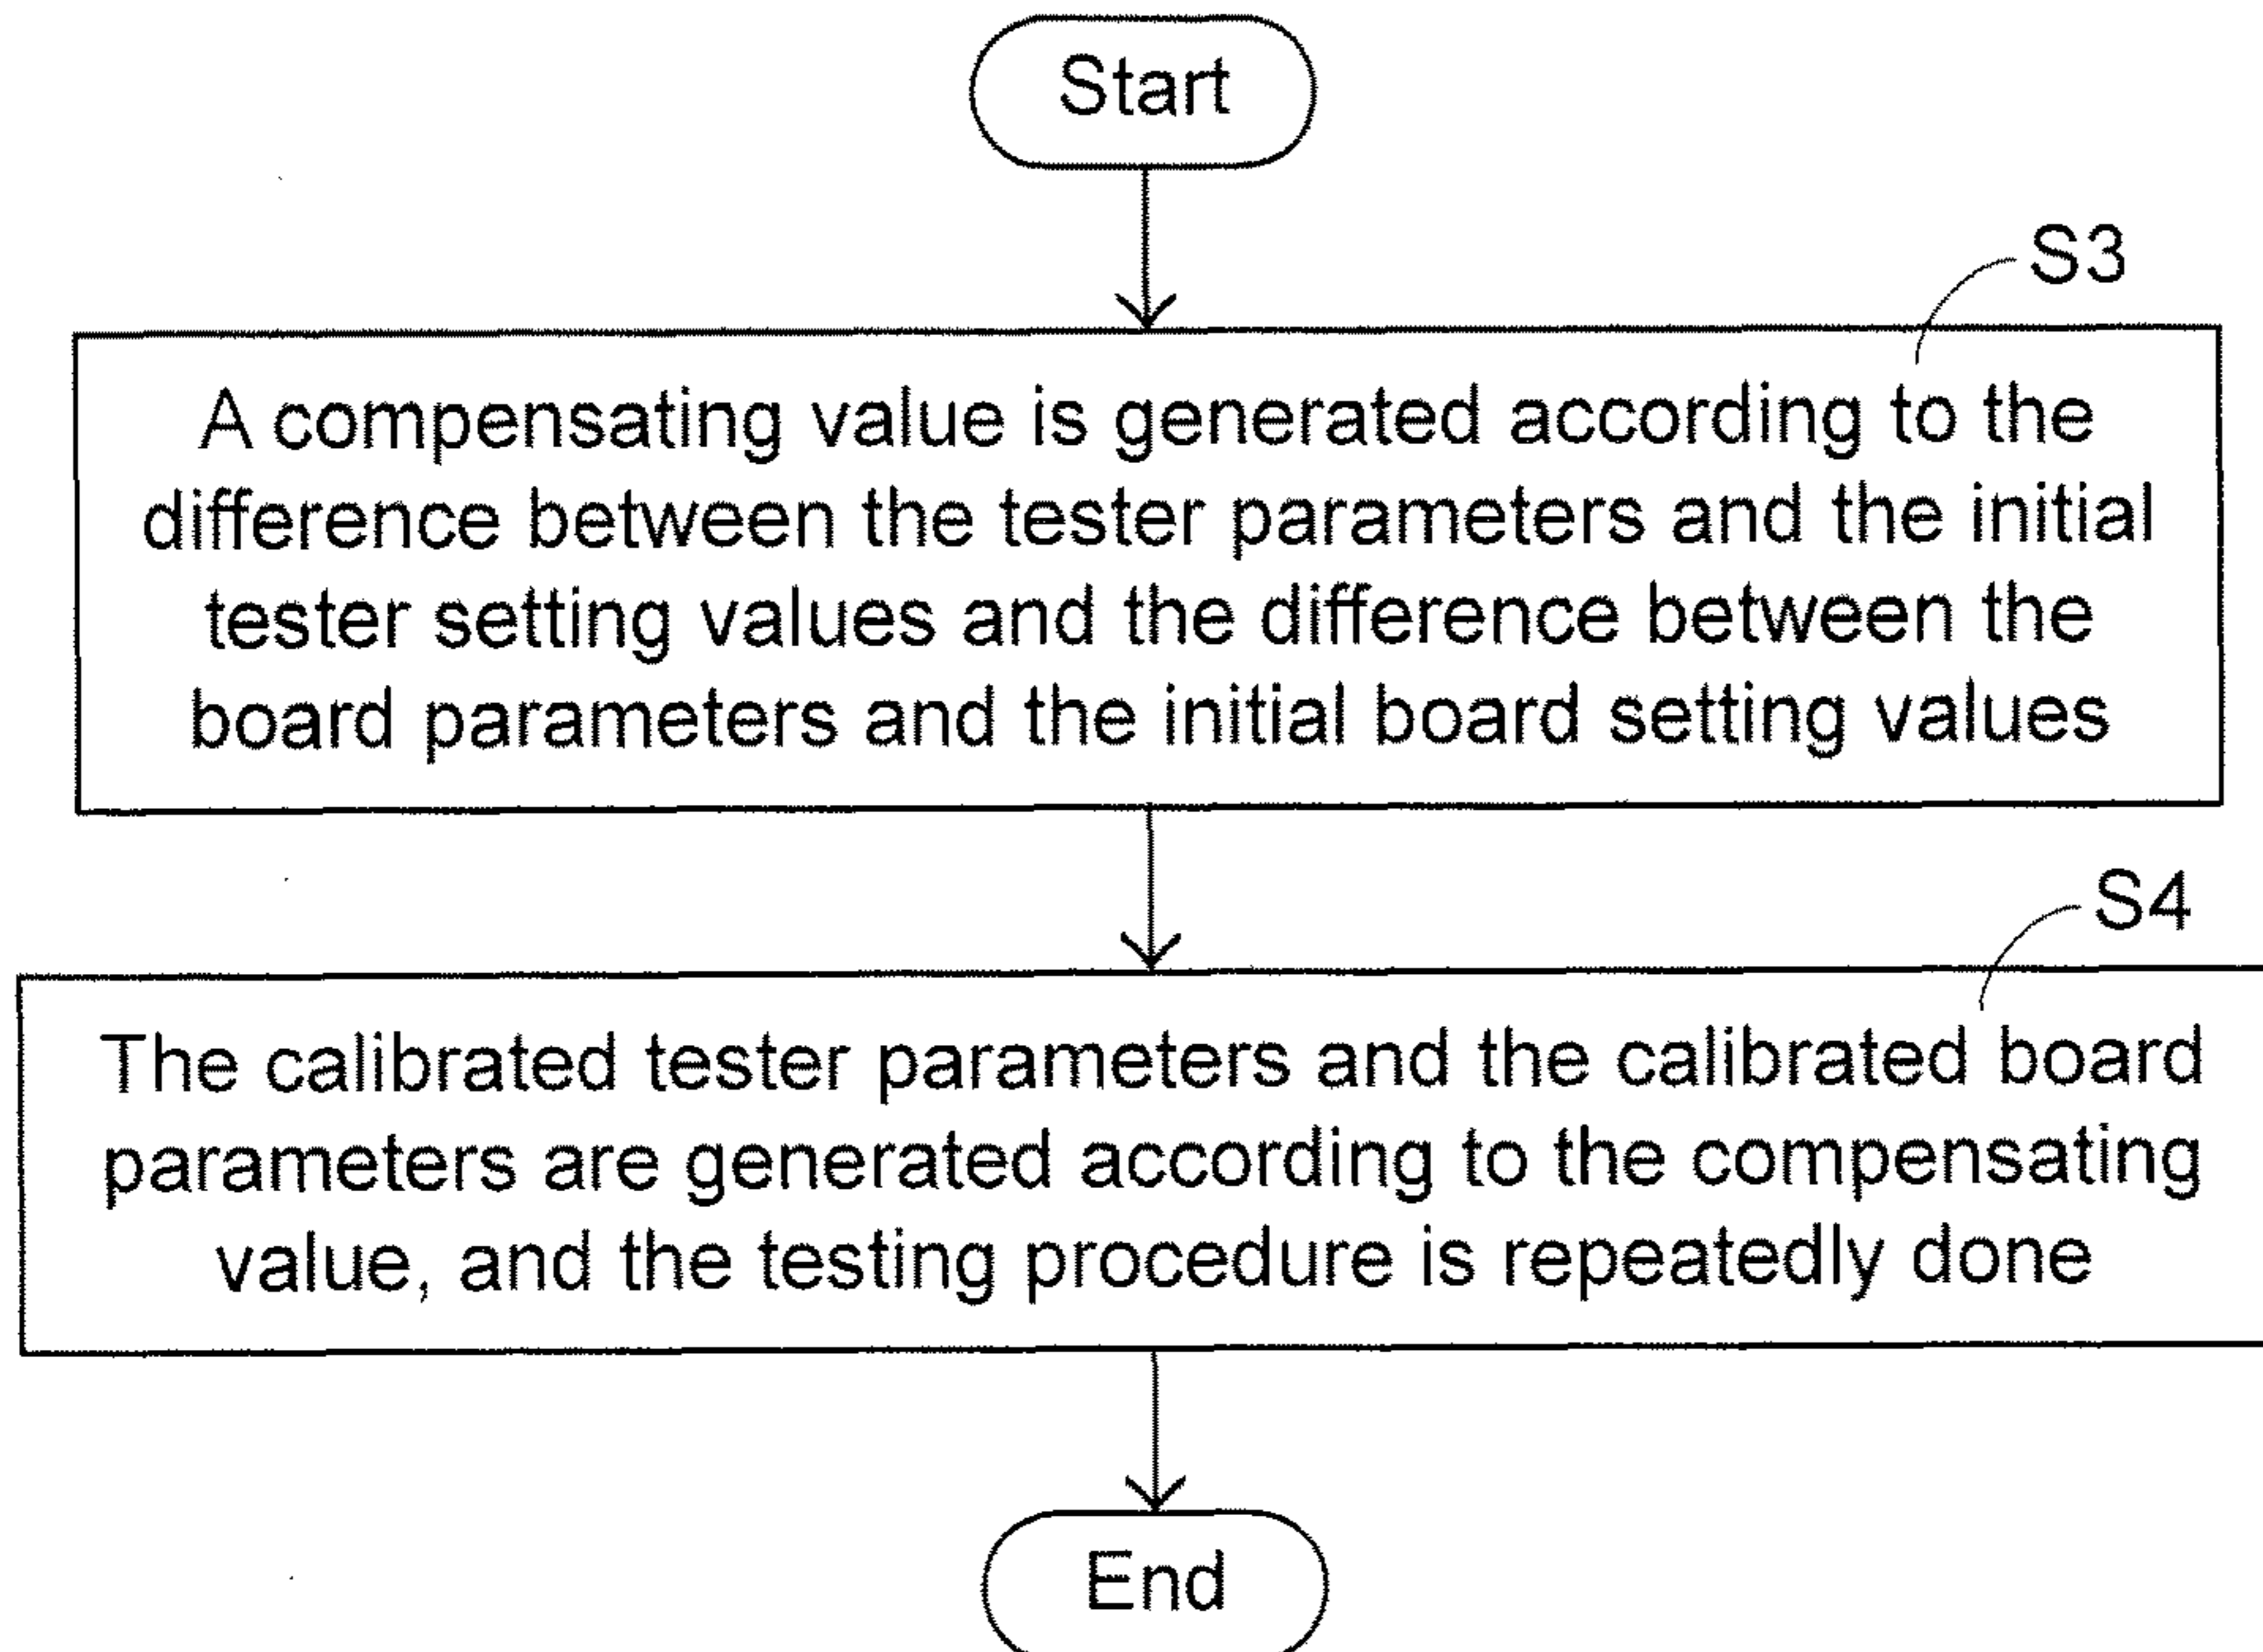 Start
S3
A compensating value is generated according to the
difference between the tester parameters and the initial
tester setting values and the difference between the
board parameters and the initial board setting values
S4
The calibrated tester parameters and the calibrated board
parameters are generated according to the compensating
value, and the testing procedure is repeatedly done
End